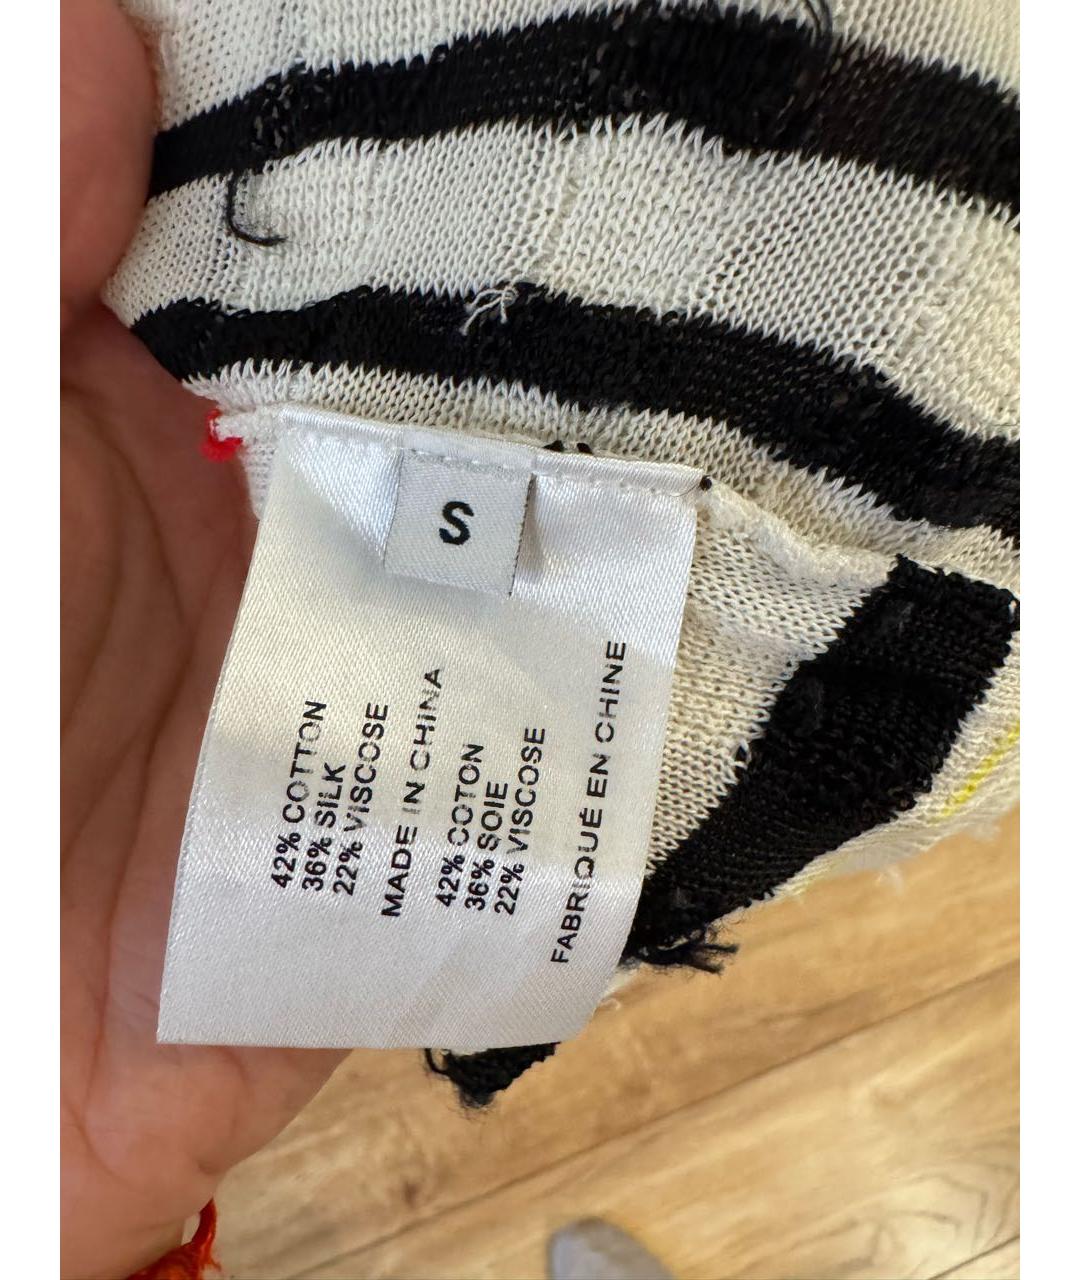 S
42% COTTON
36% SILK
22% VISCOSE
MADE IN CHINA
42% COTON
36% SOIE
22% VISCOSE
FABRIQUÉ EN CHINE